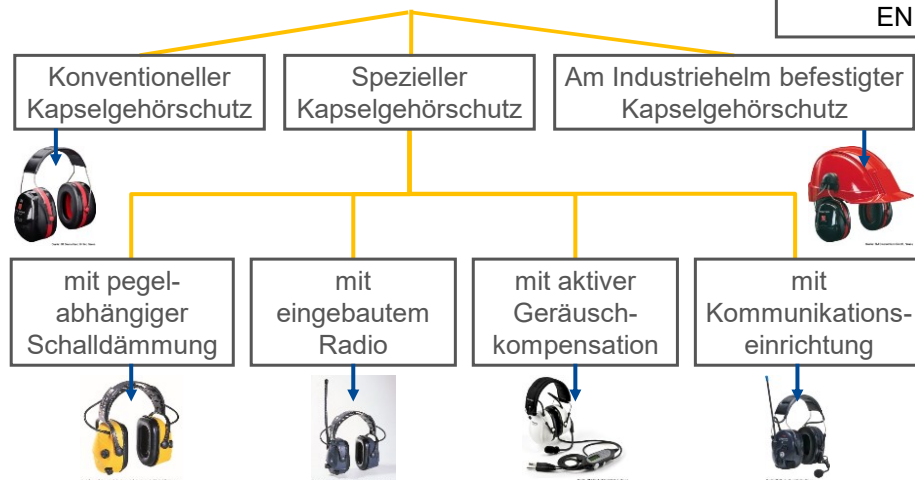 EN
Konventioneller
Kapselgehörschutz
Spezieller
Kapselgehörschutz
Am Industriehelm befestigter
Kapselgehörschutz
mit pegel-
abhängiger
Schalldämmung
mit
eingebautem
Radio
mit aktiver
Geräusch-
kompensation
mit
Kommunikations-
einrichtung